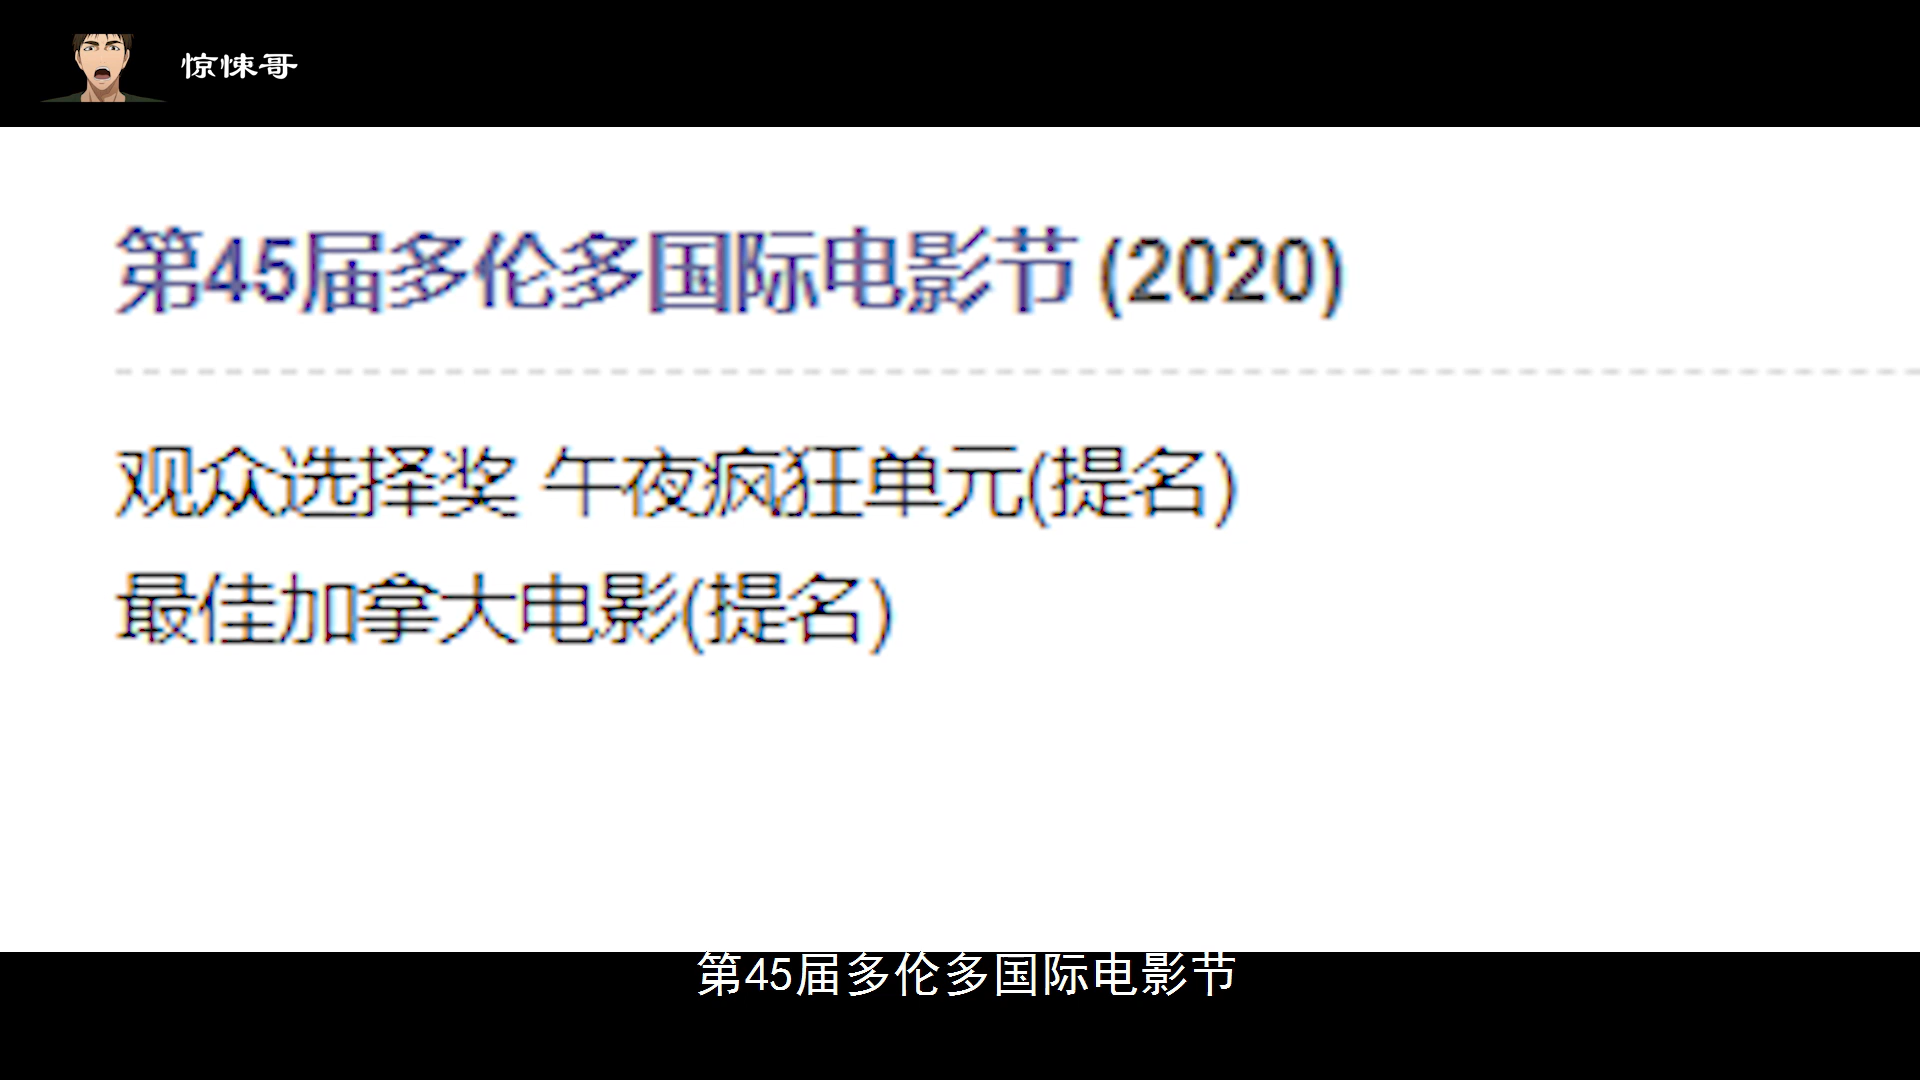 惊悚哥
第45届多伦多国际电影节 (2020)
观众选择奖 午夜疯狂单元(提名)
最佳加拿大电影(提名)
第45届多伦多国际电影节